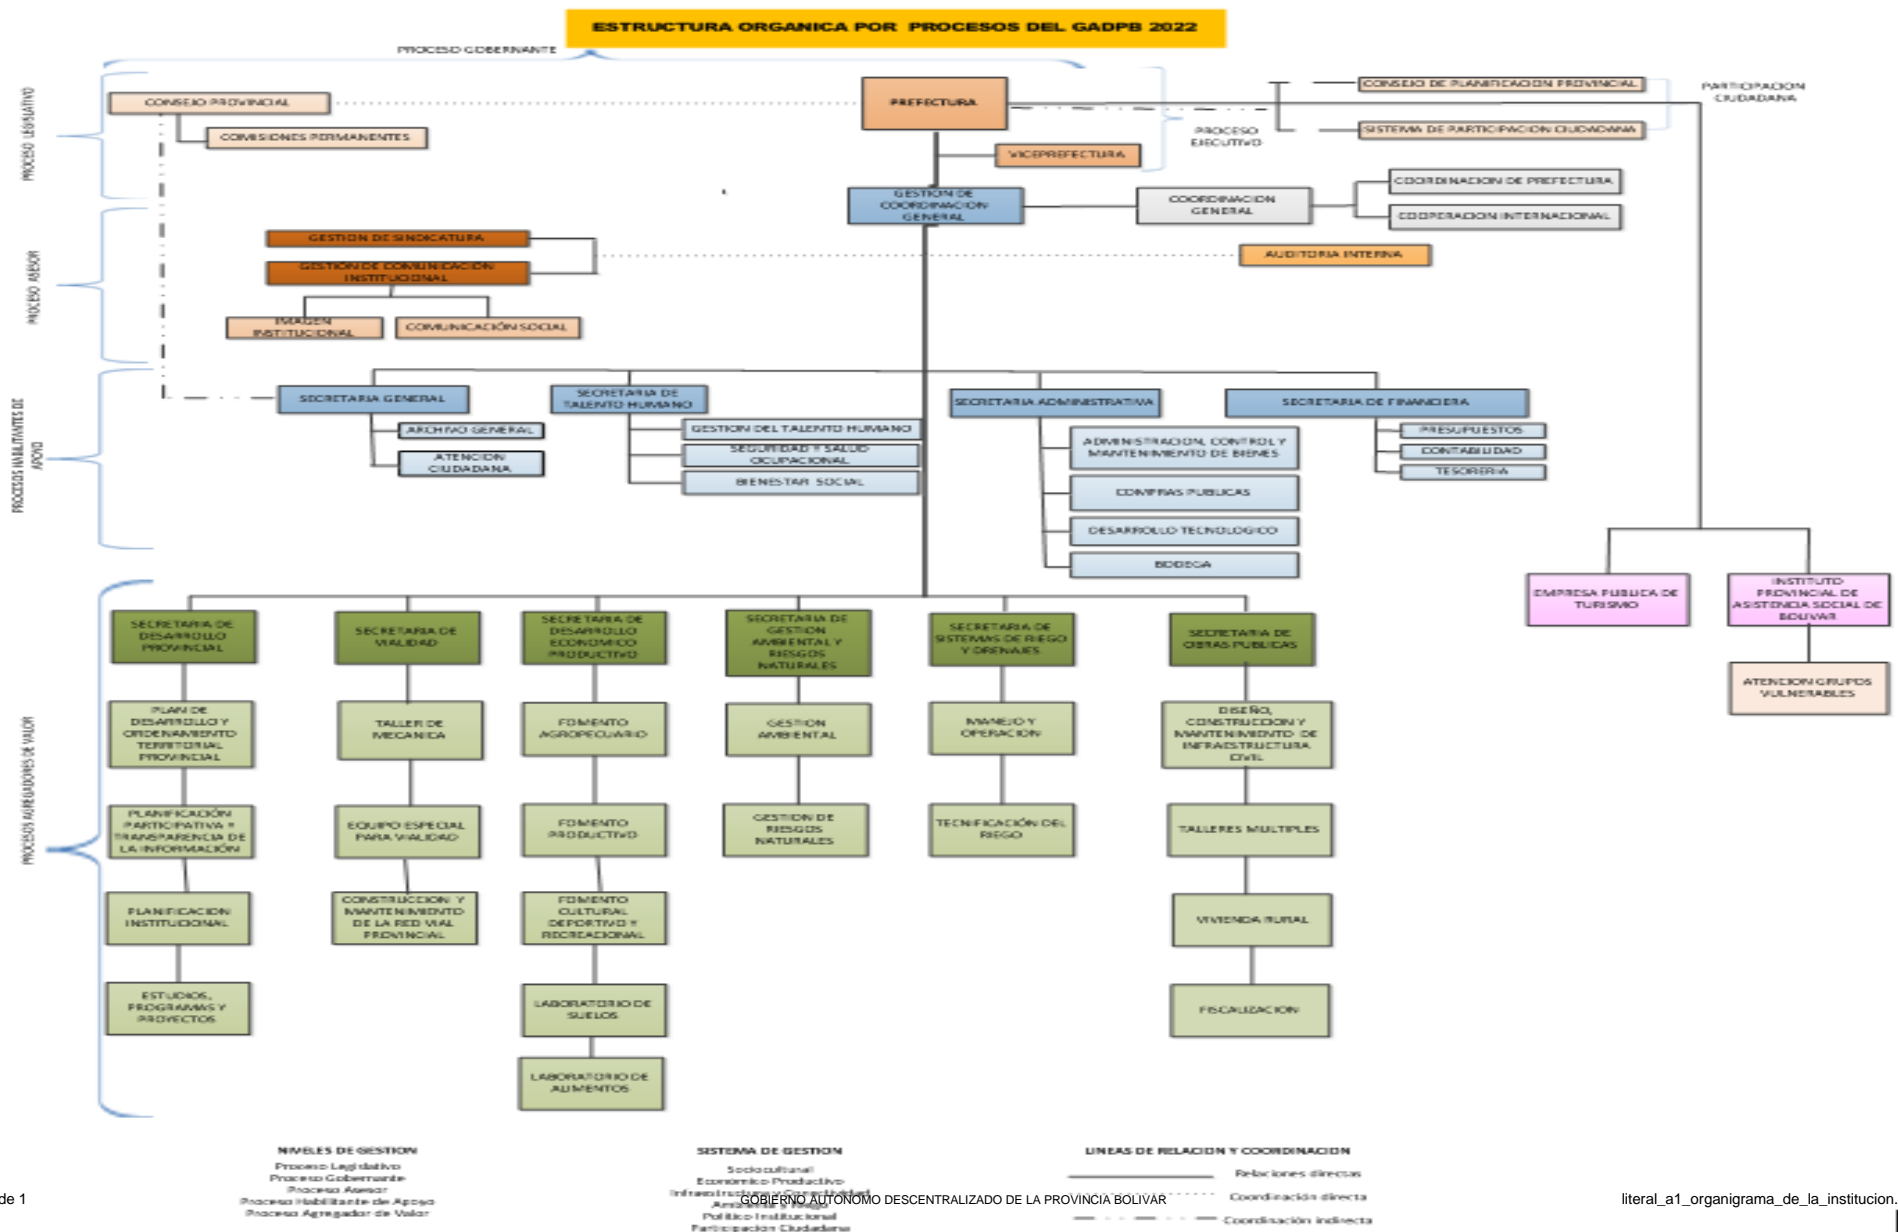 ESTRUCTURA ORGANICA POR PROCESOS DEL GADPB 2022
PROCESO GOBERNANTE
PROCESO LEGISLATIVO
CONSEJO PROVINCIAL
COMISIONES PERMANENTES
PREFECTURA
VICEPREFECTURA
PROCESO
EJECUTIVO
CONSEJO DE PLANIFICACION PROVINCIAL
SISTEMA DE PARTICIPACION CIUDADANA
PARTICIPACION
CIUDADANA
GESTION DE
COORDINACION
GENERAL
COORDINACION
GENERAL
COORDINACION DE PREFECTURA
COOPERACION INTERNACIONAL
PROCESO ASESOR
GESTION DE SINDICATURA
GESTION DE COMUNICACION
INSTITUCIONAL
IMAGEN
INSTITUCIONAL
COMUNICACIÓN SOCIAL
AUDITORIA INTERNA
PROCESOS HABILITANTES DE
APOYO
SECRETARIA GENERAL
ARCHIVO GENERAL
ATENCION
CIUDADANA
SECRETARIA DE
TALENTO HUMANO
GESTION DEL TALENTO HUMANO
SEGURIDAD Y SALUD
OCUPACIONAL
BIENESTAR SOCIAL
SECRETARIA ADMINISTRATIVA
ADMINISTRACION, CONTROL Y
MANTENIMIENTO DE BIENES
COMPRAS PUBLICAS
DESARROLLO TECNOLOGICO
BODEGA
SECRETARIA DE FINANCIERA
PRESUPUESTOS
CONTABILIDAD
TESORERIA
EMPRESA PUBLICA DE
TURISMO
INSTITUTO
PROVINCIAL DE
ASISTENCIA SOCIAL DE
BOLIVAR
ATENCION GRUPOS
VULNERABLES
PROCESOS AGREGADORES DE VALOR
SECRETARIA DE
DESARROLLO
PROVINCIAL
PLAN DE
DESARROLLO Y
ORDENAMIENTO
TERRITORIAL
PROVINCIAL
PLANIFICACIÓN
PARTICIPATIVA Y
TRANSPARENCIA DE
LA INFORMACIÓN
PLANIFICACION
INSTITUCIONAL
ESTUDIOS,
PROGRAMAS Y
PROYECTOS
SECRETARIA DE
VIALIDAD
TALLER DE
MECANICA
EQUIPO ESPECIAL
PARA VIALIDAD
CONSTRUCCION Y
MANTENIMIENTO
DE LA RED VIAL
PROVINCIAL
SECRETARIA DE
DESARROLLO
ECONOMICO
PRODUCTIVO
FOMENTO
AGROPECUARIO
FOMENTO
PRODUCTIVO
FOMENTO
CULTURAL
DEPORTIVO Y
RECREACIONAL
LABORATORIO DE
SUELOS
LABORATORIO DE
ALIMENTOS
SECRETARIA DE
GESTION
AMBIENTAL Y
RIESGOS
NATURALES
GESTION
AMBIENTAL
GESTION DE
RIESGOS
NATURALES
SECRETARIA DE
SISTEMAS DE RIEGO
Y DRENAJES
MANEJO Y
OPERACION
TECNIFICACIÓN DEL
RIEGO
SECRETARIA DE
OBRAS PUBLICAS
DISEÑO,
CONSTRUCCION Y
MANTENIMIENTO DE
INFRAESTRUCTURA
CIVIL
TALLERES MULTIPLES
VIVIENDA RURAL
FISCALIZACION
NIVELES DE GESTION
Proceso Legislativo
Proceso Gobernante
Proceso Asesor
Proceso Habilitante de Apoyo
Proceso Agregador de Valor
SISTEMA DE GESTION
Sociocultural
Económico Productivo
Infraestructura y Conectividad
Ambiental y Riesgo
Político Institucional
Participacion Ciudadana
LINEAS DE RELACION Y COORDINACION
Relaciones directas
Coordinación directa
Coordinación indirecta
de 1
GOBIERNO AUTÓNOMO DESCENTRALIZADO DE LA PROVINCIA BOLIVAR
literal_a1_organigrama_de_la_institucion.